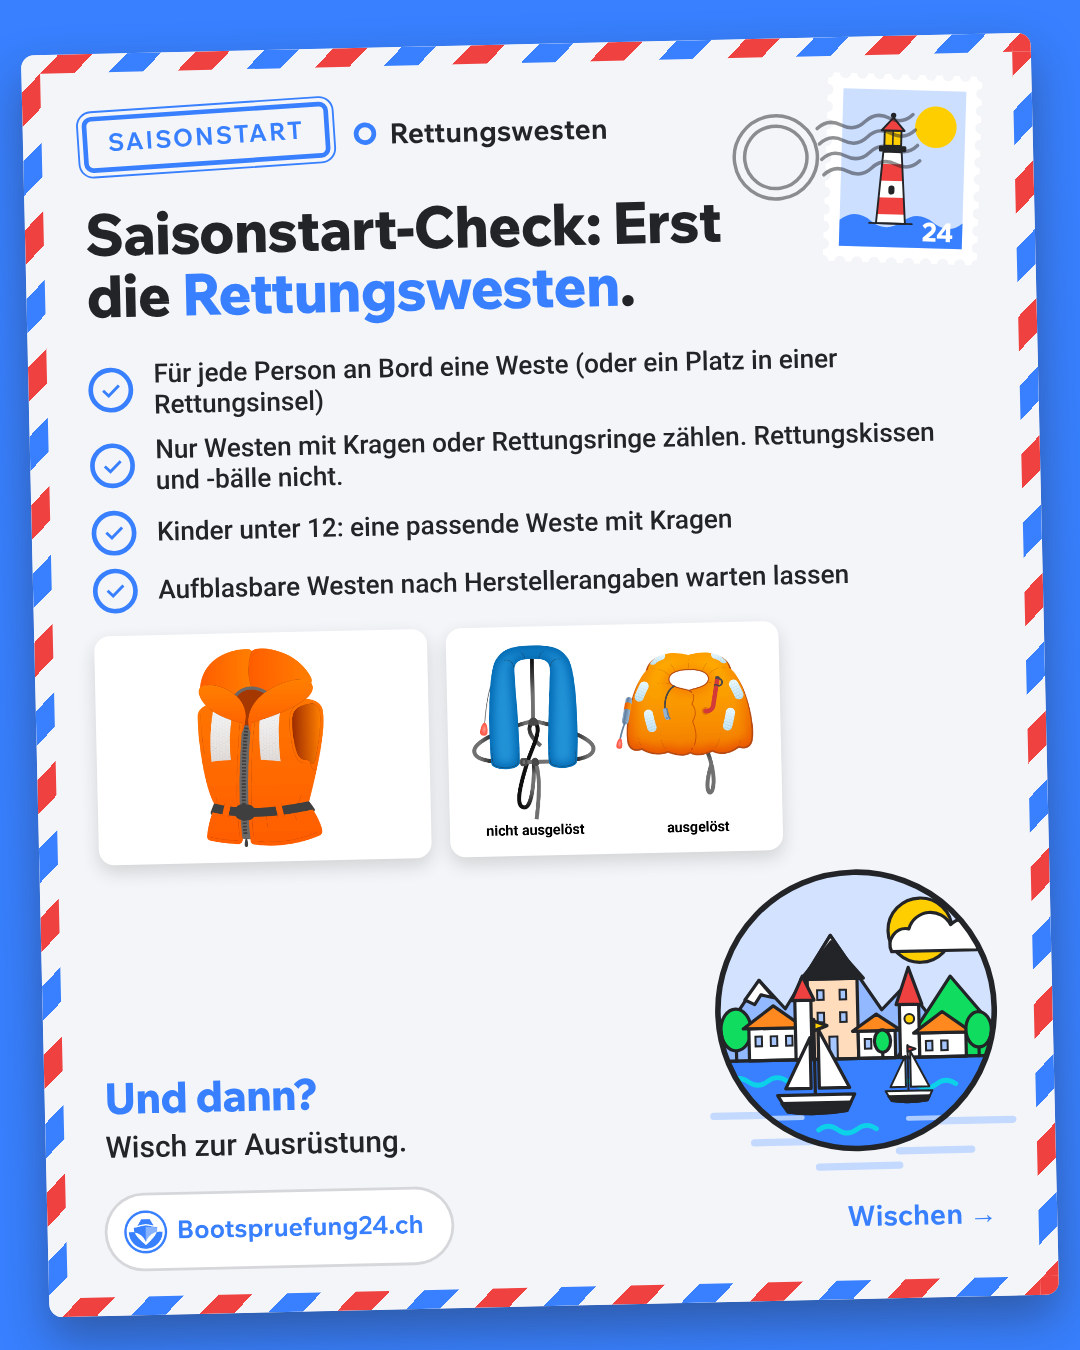 SAISONSTART
Rettungswesten
24
Saisonstart-Check: Erst
die Rettungswesten.
Für jede Person an Bord eine Weste (oder ein Platz in einer
Rettungsinsel)
Nur Westen mit Kragen oder Rettungsringe zählen. Rettungskissen
und -bälle nicht.
Kinder unter 12: eine passende Weste mit Kragen
Aufblasbare Westen nach Herstellerangaben warten lassen
nicht ausgelöst
ausgelöst
Und dann?
Wisch zur Ausrüstung.
Bootspruefung24.ch
Wischen →